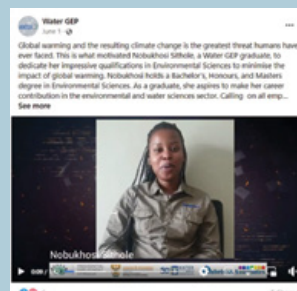 Water GEP
June 1
Global warming and the resulting climate change is the greatest threat humans have
ever faced. This is what motivated Nobukhosi Sithole, a Water GEP graduate, to
dedicate her impressive qualifications in Environmental Sciences to minimise the
impact of global warming. Nobukhosi holds a Bachelor's, Honours, and Masters
degree in Environmental Sciences. As a graduate, she aspires to make her career
contribution in the environmental and water sciences sector. Calling on all emp...
See more
Nobukhosi Sithole
0:09